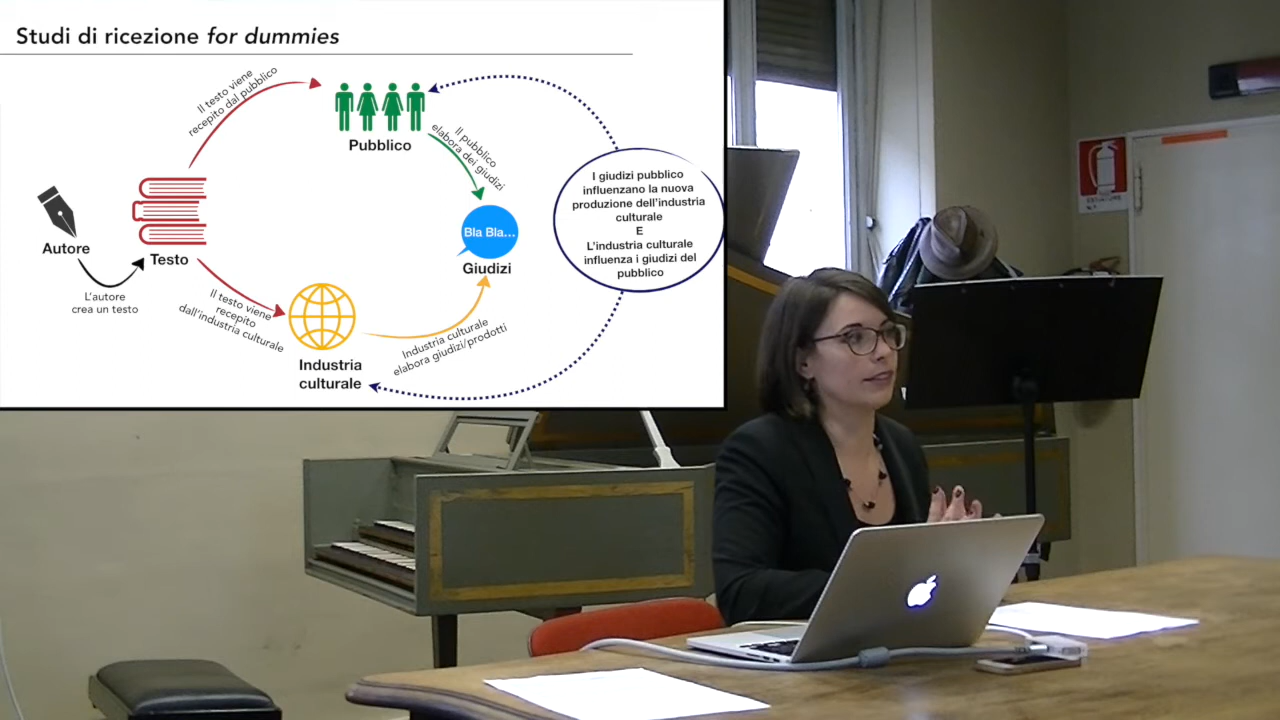 Studi di ricezione for dummies
Il testo viene
recepito dal pubblico
Pubblico
Il pubblico
elabora dei giudizi
I giudizi pubblico
influenzano la nuova
produzione dell'industria
culturale
E
L'industria culturale
influenza i giudizi del
pubblico
Autore
Testo
L'autore
crea un testo
Bla Bla...
Giudizi
Il testo viene
recepito
dall'industria culturale
Industria
culturale
Industria culturale
elabora giudizi/prodotti